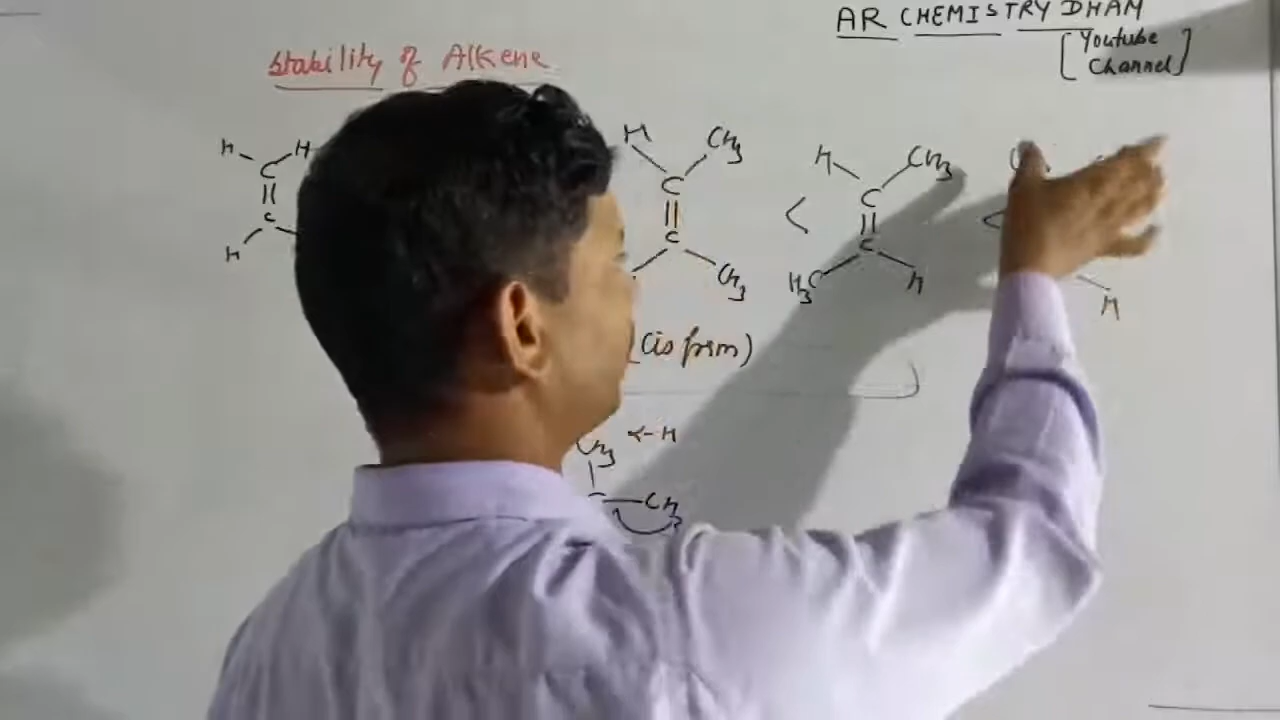 AR CHEMISTRY DHAM
[Youtube
Channel]
Stability of Alkene
H H H CH3 H CH3
C C C
|| || ||
C C C
H CH3 H3C H H
< <
(cis form)
CH3 α-H
—CH3